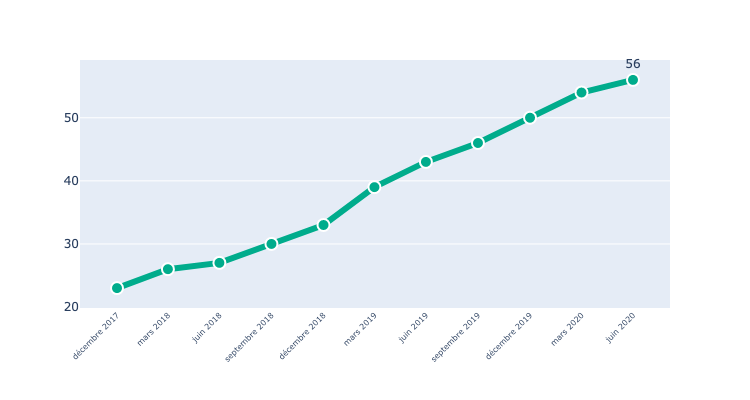 56
50
40
30
20
décembre 2017
mars 2018
juin 2018
septembre 2018
décembre 2018
mars 2019
juin 2019
septembre 2019
décembre 2019
mars 2020
juin 2020